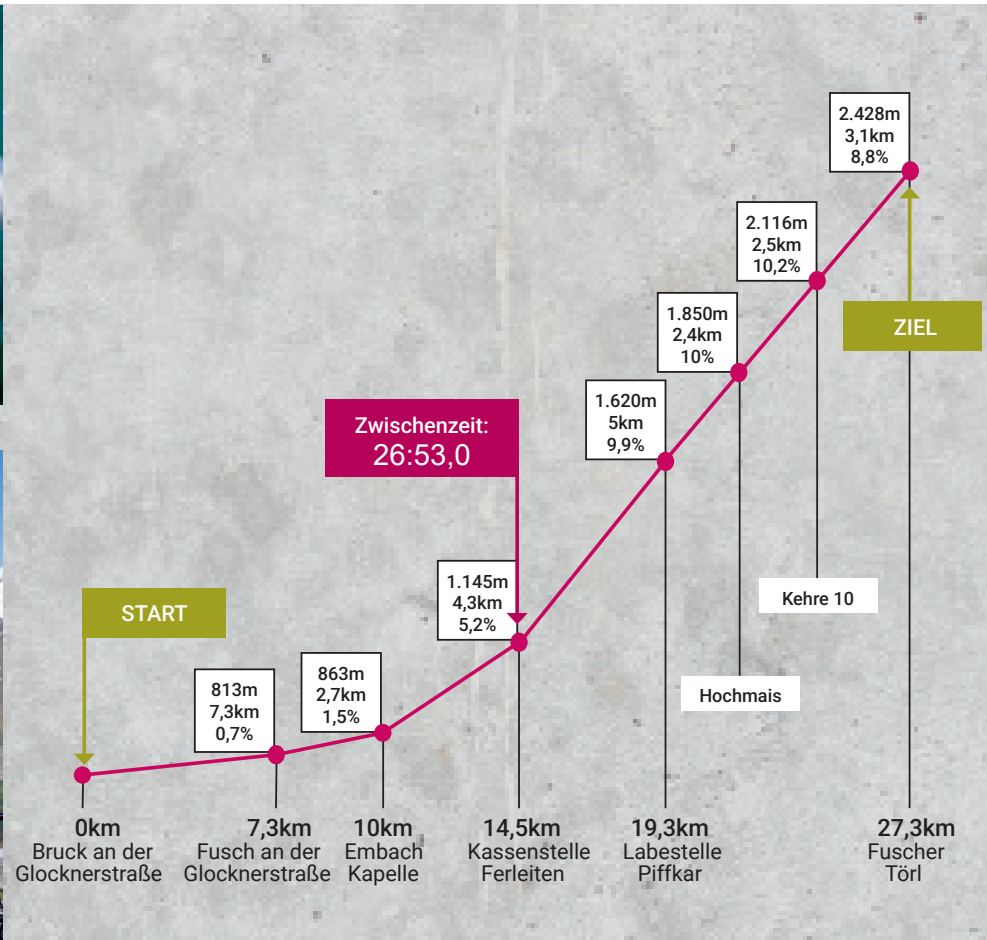 2.428m
3,1km
8,8%
2.116m
2,5km
10,2%
ZIEL
1.850m
2,4km
10%
1.620m
5km
9,9%
Zwischenzeit:
26:53,0
1.145m
4,3km
5,2%
START
Kehre 10
863m
2,7km
1,5%
813m
7,3km
0,7%
Hochmais
0km
Bruck an der
Glocknerstraße
7,3km
Fusch an der
Glocknerstraße
10km
Embach
Kapelle
14,5km
Kassenstelle
Ferleiten
19,3km
Labestelle
Piffkar
27,3km
Fuscher
Törl